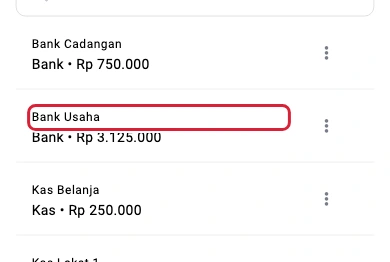 Bank Cadangan
Bank • Rp 750.000
Bank Usaha
Bank • Rp 3.125.000
Kas Belanja
Kas • Rp 250.000